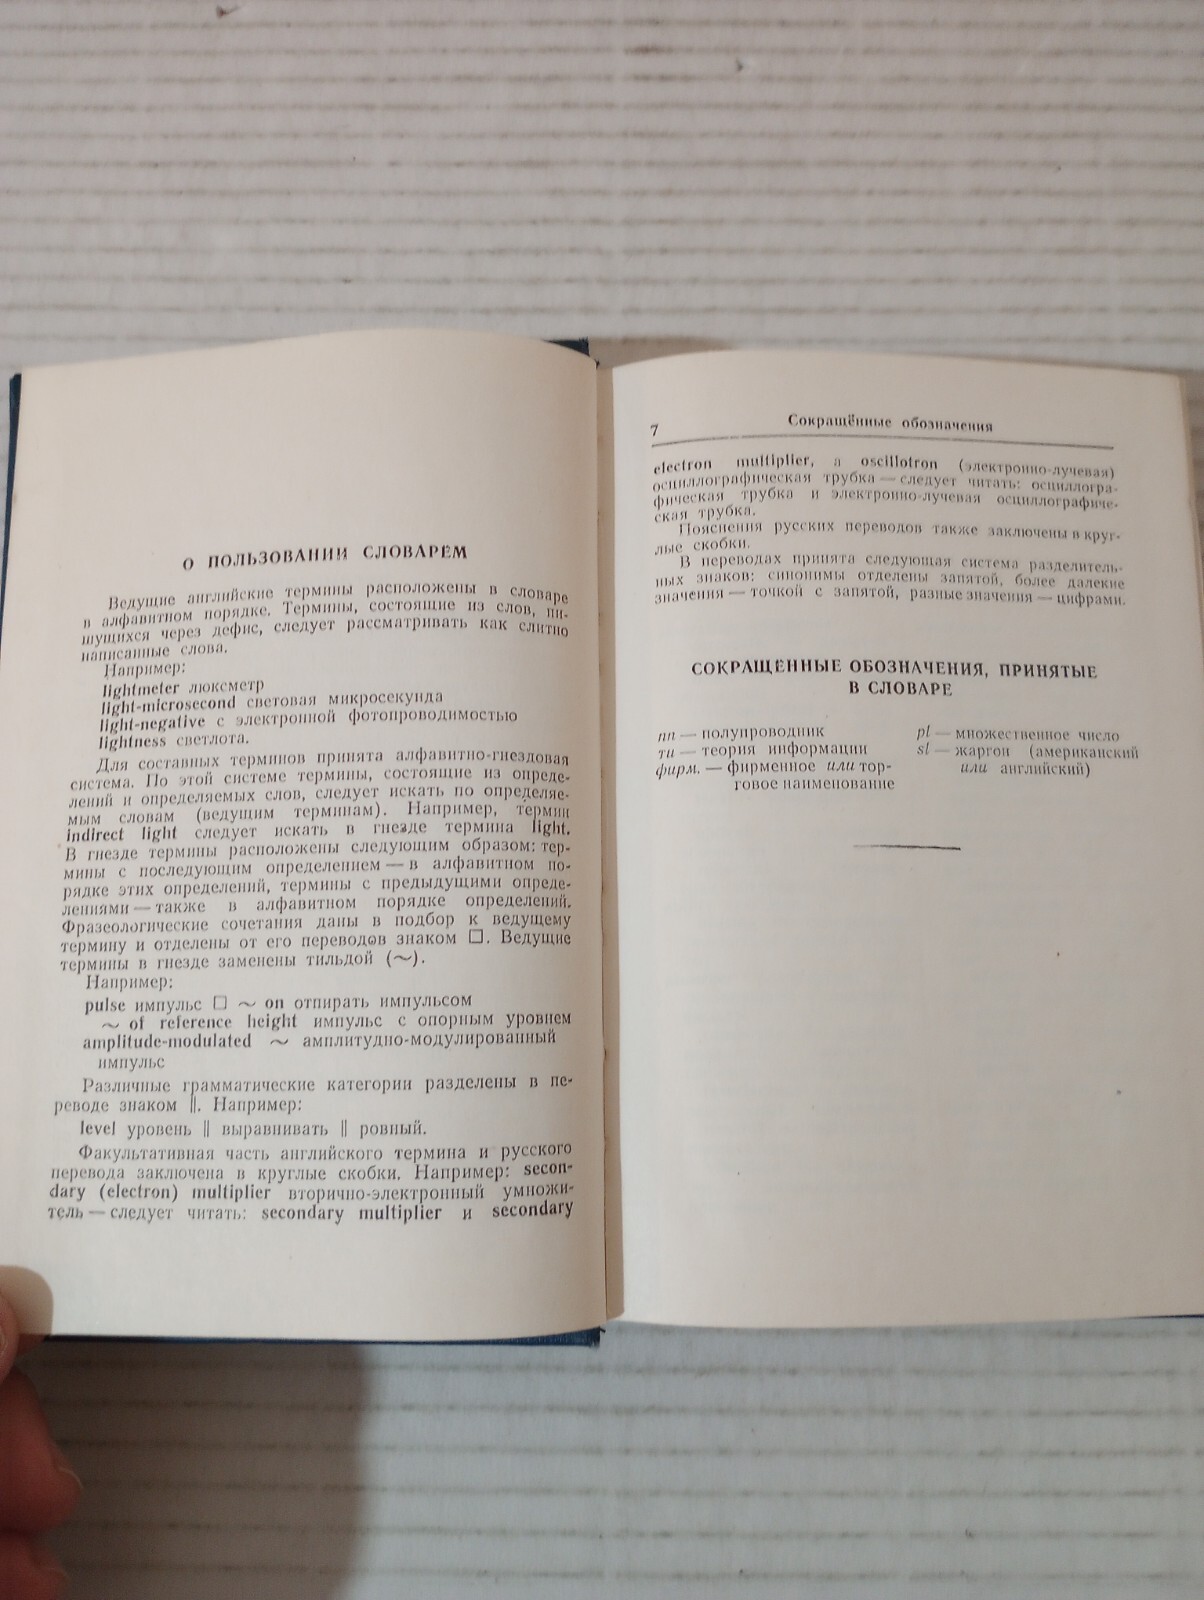 О ПОЛЬЗОВАНИИ СЛОВАРЕМ
Ведущие английские термины расположены в словаре
в алфавитном порядке. Термины, состоящие из слов, пи-
шущихся через дефис, следует рассматривать как слитно
написанные слова.
Например:
lightmeter люксметр
light-microsecond световая микросекунда
light-negative с электронной фотопроводимостью
lightness светлота.
Для составных терминов принята алфавитно-гнездовая
система. По этой системе термины, состоящие из опреде-
лений и определяемых слов, следует искать по определяе-
мым словам (ведущим терминам). Например, термин
indirect light следует искать в гнезде термина light.
В гнезде термины расположены следующим образом: тер-
мины с последующим определением — в алфавитном по-
рядке этих определений, термины с предыдущими опреде-
лениями — также в алфавитном порядке определений.
Фразеологические сочетания даны в подбор к ведущему
термину и отделены от его переводов знаком □. Ведущие
термины в гнезде заменены тильдой (~).
Например:
pulse импульс □ ~ on отпирать импульсом
~ of reference height импульс с опорным уровнем
amplitude-modulated ~ амплитудно-модулированный
импульс
Различные грамматические категории разделены в пе-
реводе знаком ||. Например:
level уровень || выравнивать || ровный.
Факультативная часть английского термина и русского
перевода заключена в круглые скобки. Например: secon-
dary (electron) multiplier вторично-электронный умножи-
тель — следует читать: secondary multiplier и secondary
7 Сокращённые обозначения
electron multiplier, а oscillotron (электронно-лучевая)
осциллографическая трубка — следует читать: осциллогра-
фическая трубка и электронно-лучевая осциллографиче-
ская трубка.
Пояснения русских переводов также заключены в круг-
лые скобки.
В переводах принята следующая система разделитель-
ных знаков: синонимы отделены запятой, более далекие
значения — точкой с запятой, разные значения — цифрами.
СОКРАЩЕННЫЕ ОБОЗНАЧЕНИЯ, ПРИНЯТЫЕ
В СЛОВАРЕ
пп — полупроводник
ти — теория информации
фирм. — фирменное или тор-
говое наименование
pl — множественное число
sl — жаргон (американский
или английский)